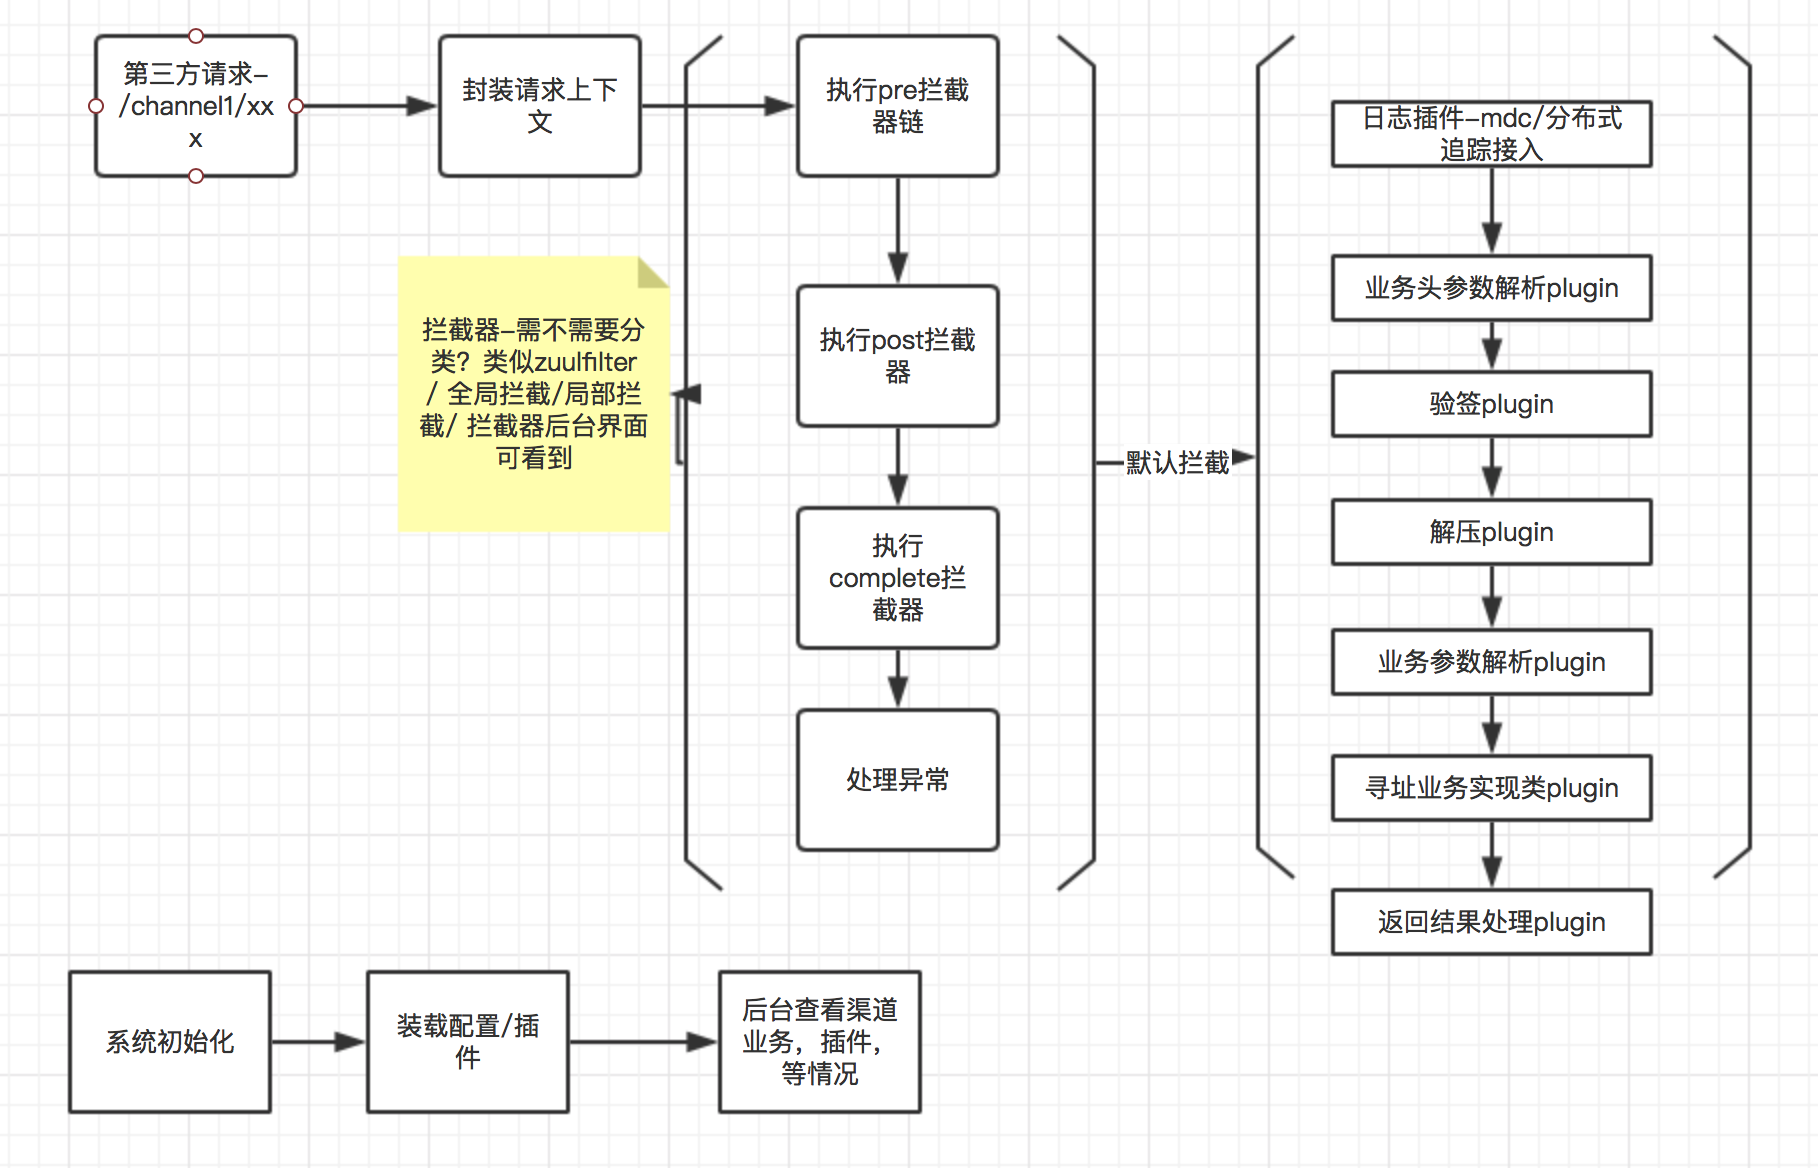 第三方请求-
/channel1/xx
x
封装请求上下
文
执行pre拦截
器链
执行post拦截
器
执行
complete拦
截器
处理异常
拦截器-需不需要分
类？类似zuulfilter
/ 全局拦截/局部拦
截/ 拦截器后台界面
可看到
默认拦截
日志插件-mdc/分布式
追踪接入
业务头参数解析plugin
验签plugin
解压plugin
业务参数解析plugin
寻址业务实现类plugin
返回结果处理plugin
系统初始化
装载配置/插
件
后台查看渠道
业务，插件，
等情况